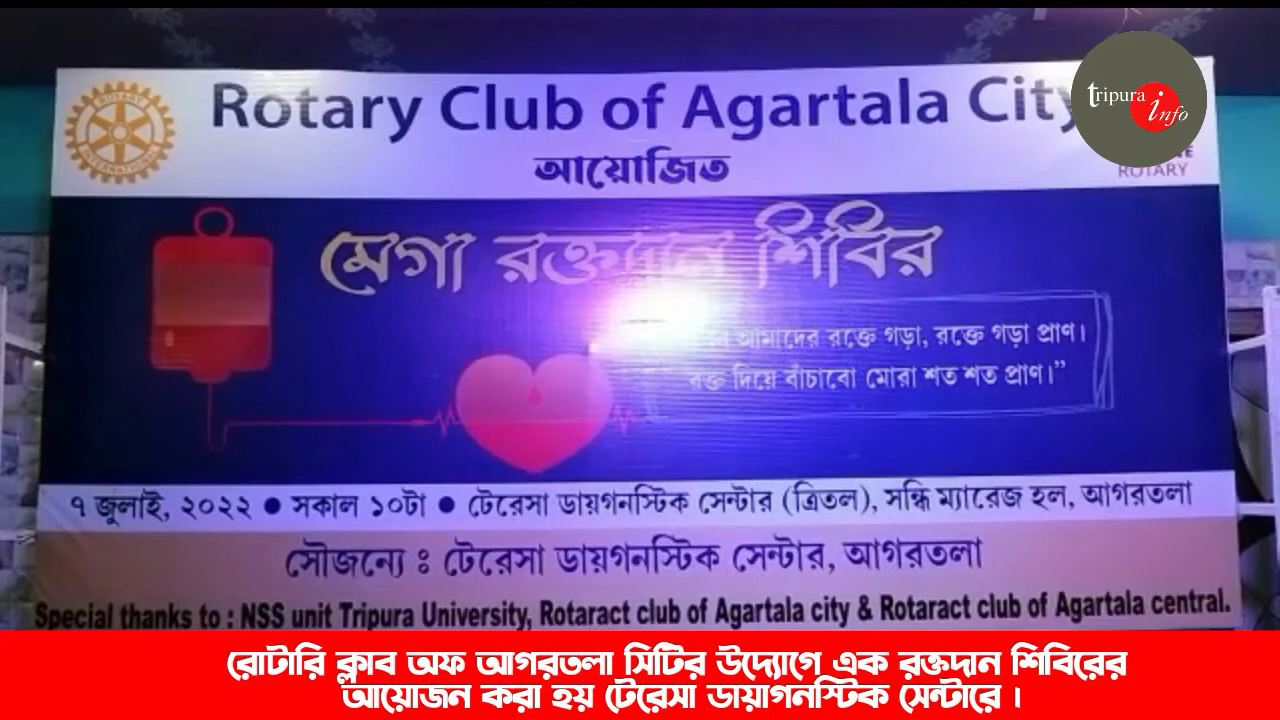 Rotary Club of Agartala City
tripura info
ROTARY INTERNATIONAL
ROTARY
আয়োজিত
মেগা রক্তদান শিবির
আমাদের রক্তে গড়া, রক্তে গড়া প্রাণ।
রক্ত দিয়ে বাঁচাবো মোরা শত শত প্রাণ।”
৭ জুলাই, ২০২২ ● সকাল ১০টা ● টেরেসা ডায়গনস্টিক সেন্টার (ত্রিতল), সন্ধি ম্যারেজ হল, আগরতলা
সৌজন্যে ঃ টেরেসা ডায়গনস্টিক সেন্টার, আগরতলা
Special thanks to : NSS unit Tripura University, Rotaract club of Agartala city & Rotaract club of Agartala central.
রোটারি ক্লাব অফ আগরতলা সিটির উদ্যোগে এক রক্তদান শিবিরের
আয়োজন করা হয় টেরেসা ডায়াগনস্টিক সেন্টারে ।